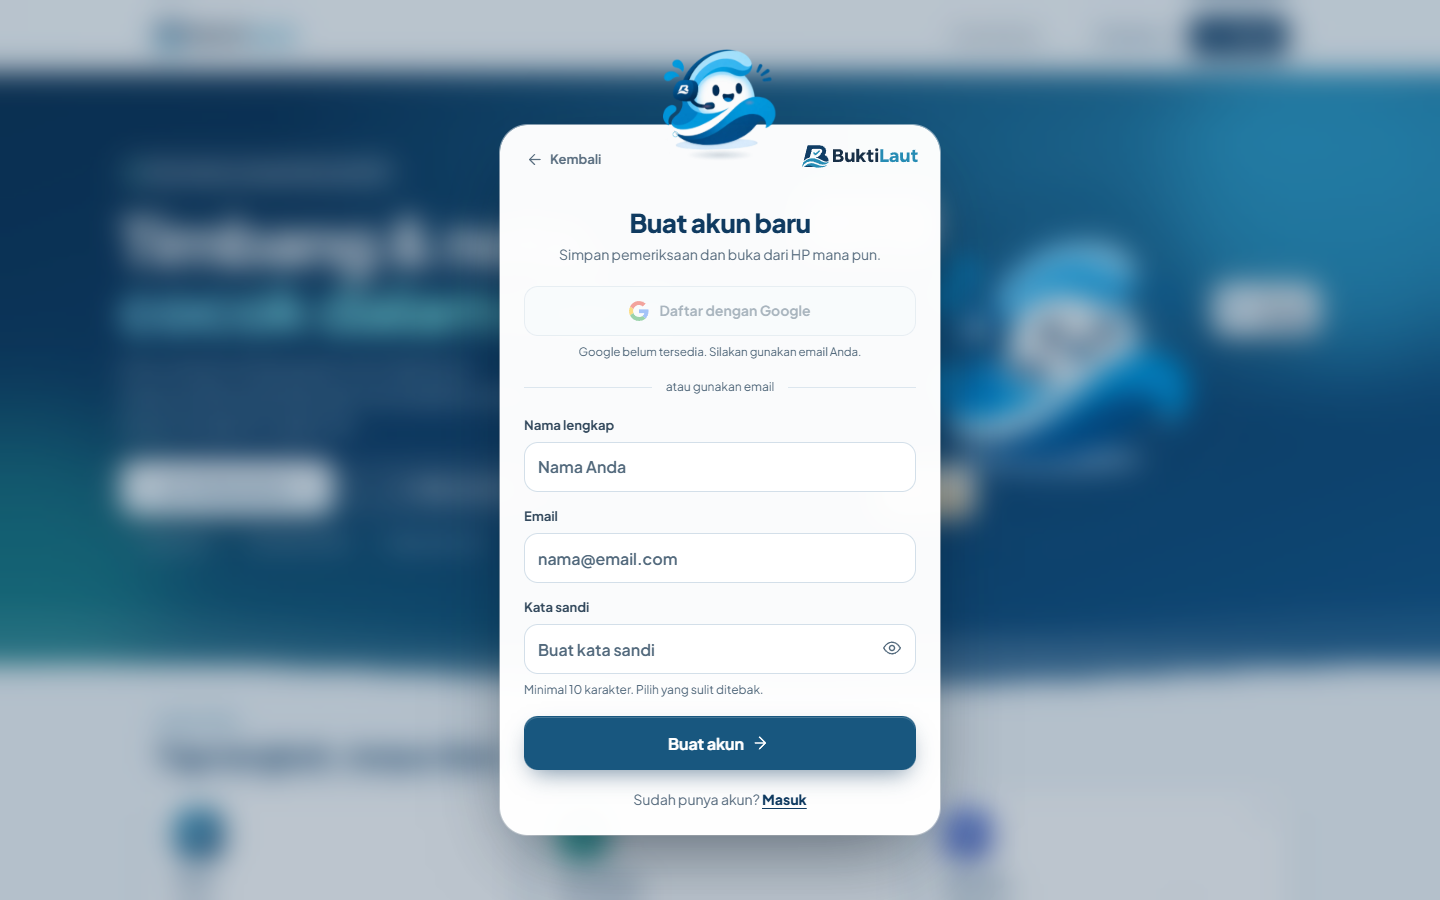 Kembali
BuktiLaut
Buat akun baru
Simpan pemeriksaan dan buka dari HP mana pun.
Daftar dengan Google
Google belum tersedia. Silakan gunakan email Anda.
atau gunakan email
Nama lengkap
Nama Anda
Email
nama@email.com
Kata sandi
Buat kata sandi
Minimal 10 karakter. Pilih yang sulit ditebak.
Buat akun
Sudah punya akun? Masuk